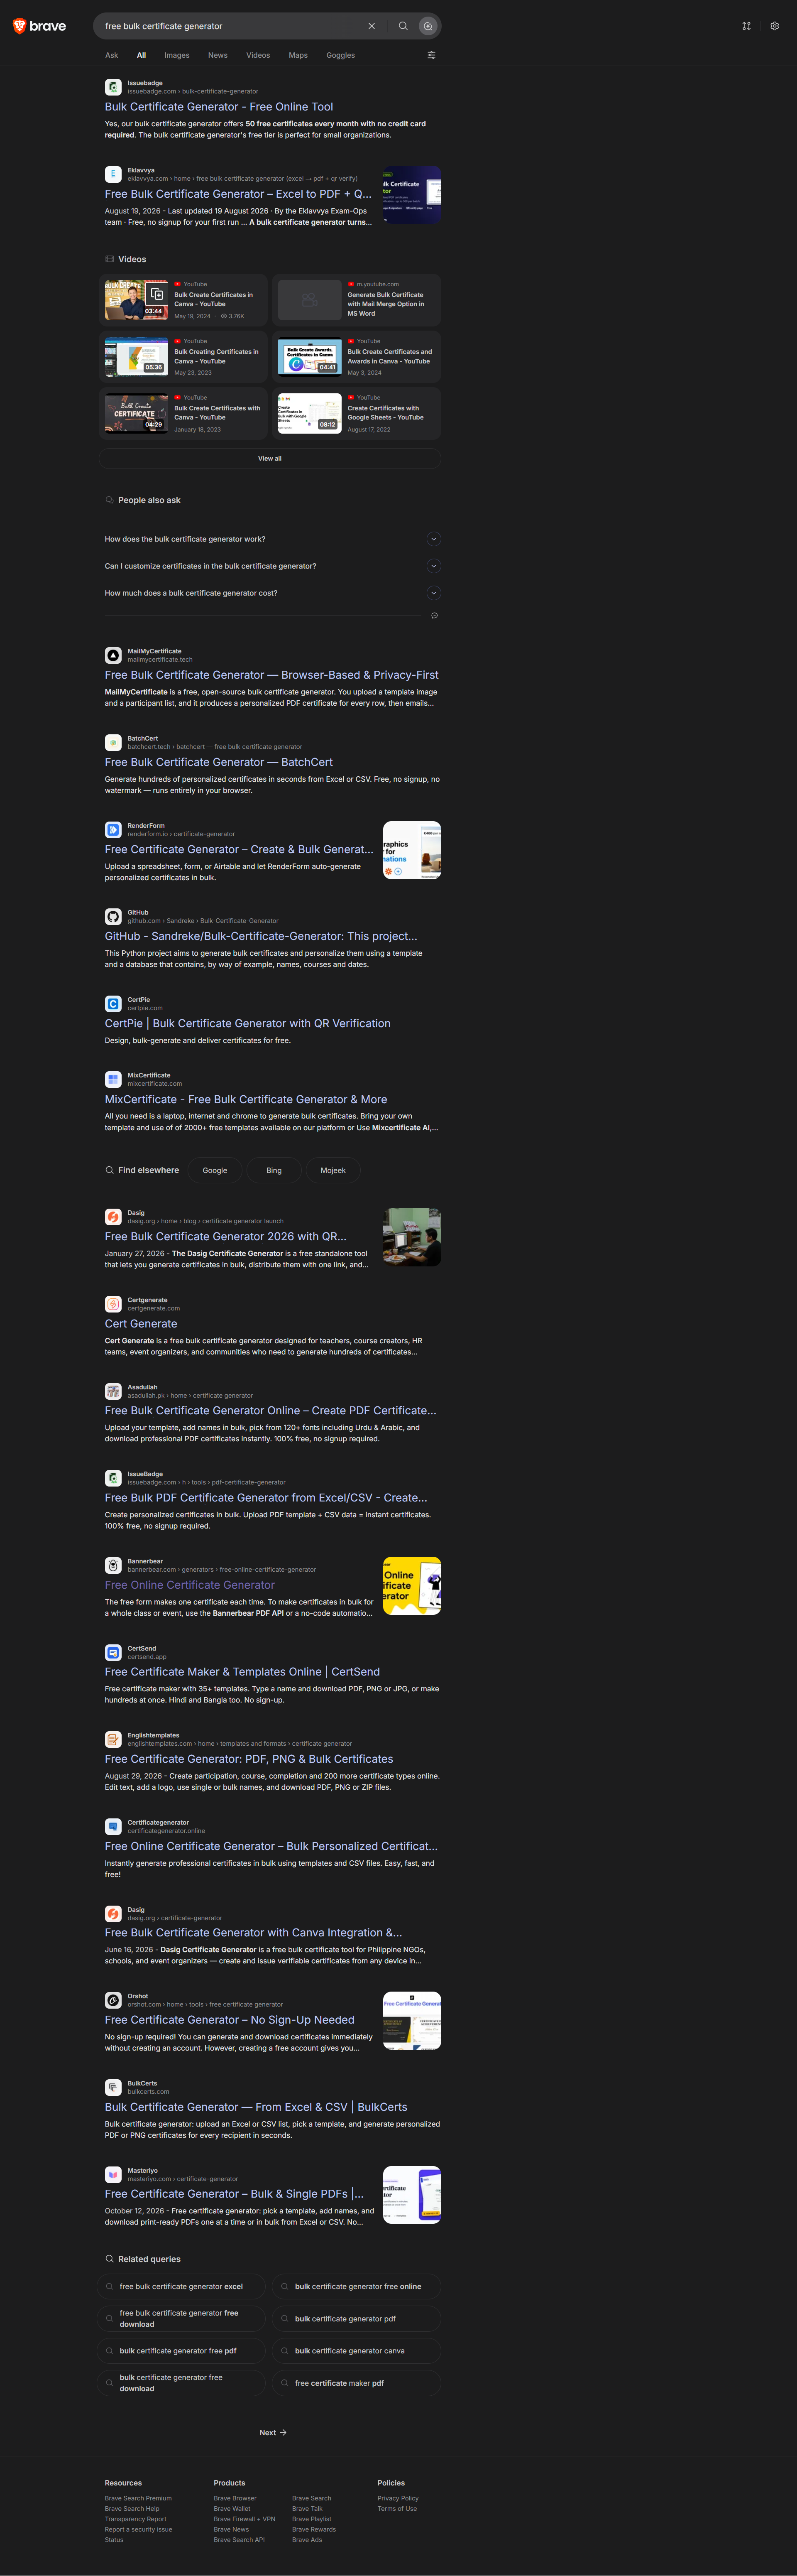 brave
free bulk certificate generator
Ask
All
Images
News
Videos
Maps
Goggles
Issuebadge
issuebadge.com › bulk-certificate-generator
Bulk Certificate Generator - Free Online Tool
Yes, our bulk certificate generator offers 50 free certificates every month with no credit card
required. The bulk certificate generator's free tier is perfect for small organizations.
Eklavvya
eklavvya.com › home › free bulk certificate generator (excel → pdf + qr verify)
Free Bulk Certificate Generator – Excel to PDF + Q...
August 19, 2026 - Last updated 19 August 2026 · By the Eklavvya Exam-Ops
team · Free, no signup for your first run ... A bulk certificate generator turns...
Videos
YouTube
Bulk Create Certificates in
Canva - YouTube
May 19, 2024 · 3.76K
03:44
m.youtube.com
Generate Bulk Certificate
with Mail Merge Option in
MS Word
YouTube
Bulk Creating Certificates in
Canva - YouTube
May 23, 2023
05:36
YouTube
Bulk Create Certificates and
Awards in Canva - YouTube
May 3, 2024
04:41
YouTube
Bulk Create Certificates with
Canva - YouTube
January 16, 2023
04:29
YouTube
Create Certificates with
Google Sheets - YouTube
August 17, 2022
08:12
View all
People also ask
How does the bulk certificate generator work?
Can I customize certificates in the bulk certificate generator?
How much does a bulk certificate generator cost?
MailMyCertificate
mailmycertificate.tech
Free Bulk Certificate Generator — Browser-Based & Privacy-First
MailMyCertificate is a free, open-source bulk certificate generator. You upload a template image
and a participant list, and it produces a personalized PDF certificate for every row, then emails...
BatchCert
batchcert.tech › batchcert — free bulk certificate generator
Free Bulk Certificate Generator — BatchCert
Generate hundreds of personalized certificates in seconds from Excel or CSV. Free, no signup, no
watermark — runs entirely in your browser.
RenderForm
renderform.io › certificate-generator
Free Certificate Generator – Create & Bulk Generat...
Upload a spreadsheet, form, or Airtable and let RenderForm auto-generate
personalized certificates in bulk.
GitHub
github.com › Sandreke › Bulk-Certificate-Generator
GitHub - Sandreke/Bulk-Certificate-Generator: This project...
This Python project aims to generate bulk certificates and personalize them using a template
and a database that contains, by way of example, names, courses and dates.
CertPie
certpie.com
CertPie | Bulk Certificate Generator with QR Verification
Design, bulk-generate and deliver certificates for free.
MixCertificate
mixcertificate.com
MixCertificate - Free Bulk Certificate Generator & More
All you need is a laptop, internet and chrome to generate bulk certificates. Bring your own
template and use of of 2000+ free templates available on our platform or Use Mixcertificate AI,...
Find elsewhere
Google
Bing
Mojeek
Dasig
dasig.org › home › blog › certificate generator launch
Free Bulk Certificate Generator 2026 with QR...
January 27, 2026 - The Dasig Certificate Generator is a free standalone tool
that lets you generate certificates in bulk, distribute them with one link, and...
Certgenerate
certgenerate.com
Cert Generate
Cert Generate is a free bulk certificate generator designed for teachers, course creators, HR
teams, event organizers, and communities who need to generate hundreds of certificates...
Asadullah
asadullah.pk › home › certificate generator
Free Bulk Certificate Generator Online – Create PDF Certificate...
Upload your template, add names in bulk, pick from 120+ fonts including Urdu & Arabic, and
download professional PDF certificates instantly. 100% free, no signup required.
IssueBadge
issuebadge.com › h › tools › pdf-certificate-generator
Free Bulk PDF Certificate Generator from Excel/CSV - Create...
Create personalized certificates in bulk. Upload PDF template + CSV data = instant certificates.
100% free, no signup required.
Bannerbear
bannerbear.com › generators › free-online-certificate-generator
Free Online Certificate Generator
The free form makes one certificate each time. To make certificates in bulk for
a whole class or event, use the Bannerbear PDF API or a no-code automatio...
CertSend
certsend.app
Free Certificate Maker & Templates Online | CertSend
Free certificate maker with 35+ templates. Type a name and download PDF, PNG or JPG, or make
hundreds at once. Hindi and Bangla too. No sign-up.
Englishtemplates
englishtemplates.com › home › templates and formats › certificate generator
Free Certificate Generator: PDF, PNG & Bulk Certificates
August 29, 2026 - Create participation, course, completion and 200 more certificate types online.
Edit text, add a logo, use single or bulk names, and download PDF, PNG or ZIP files.
Certificategenerator
certificategenerator.online
Free Online Certificate Generator – Bulk Personalized Certificat...
Instantly generate professional certificates in bulk using templates and CSV files. Easy, fast, and
free!
Dasig
dasig.org › certificate-generator
Free Bulk Certificate Generator with Canva Integration &...
June 16, 2026 - Dasig Certificate Generator is a free bulk certificate tool for Philippine NGOs,
schools, and event organizers — create and issue verifiable certificates from any device in...
Orshot
orshot.com › home › tools › free certificate generator
Free Certificate Generator – No Sign-Up Needed
No sign-up required! You can generate and download certificates immediately
without creating an account. However, creating a free account gives you...
BulkCerts
bulkcerts.com
Bulk Certificate Generator — From Excel & CSV | BulkCerts
Bulk certificate generator: upload an Excel or CSV list, pick a template, and generate personalized
PDF or PNG certificates for every recipient in seconds.
Masteriyo
masteriyo.com › certificate-generator
Free Certificate Generator – Bulk & Single PDFs |...
October 12, 2026 - Free certificate generator: pick a template, add names, and
download print-ready PDFs one at a time or in bulk from Excel or CSV. No...
Related queries
free bulk certificate generator excel
bulk certificate generator free online
free bulk certificate generator free
download
bulk certificate generator pdf
bulk certificate generator free pdf
bulk certificate generator canva
bulk certificate generator free
download
free certificate maker pdf
Next
Resources
Brave Search Premium
Brave Search Help
Transparency Report
Report a security issue
Status
Products
Brave Browser
Brave Wallet
Brave Firewall + VPN
Brave News
Brave Search API
Brave Search
Brave Talk
Brave Playlist
Brave Rewards
Brave Ads
Policies
Privacy Policy
Terms of Use